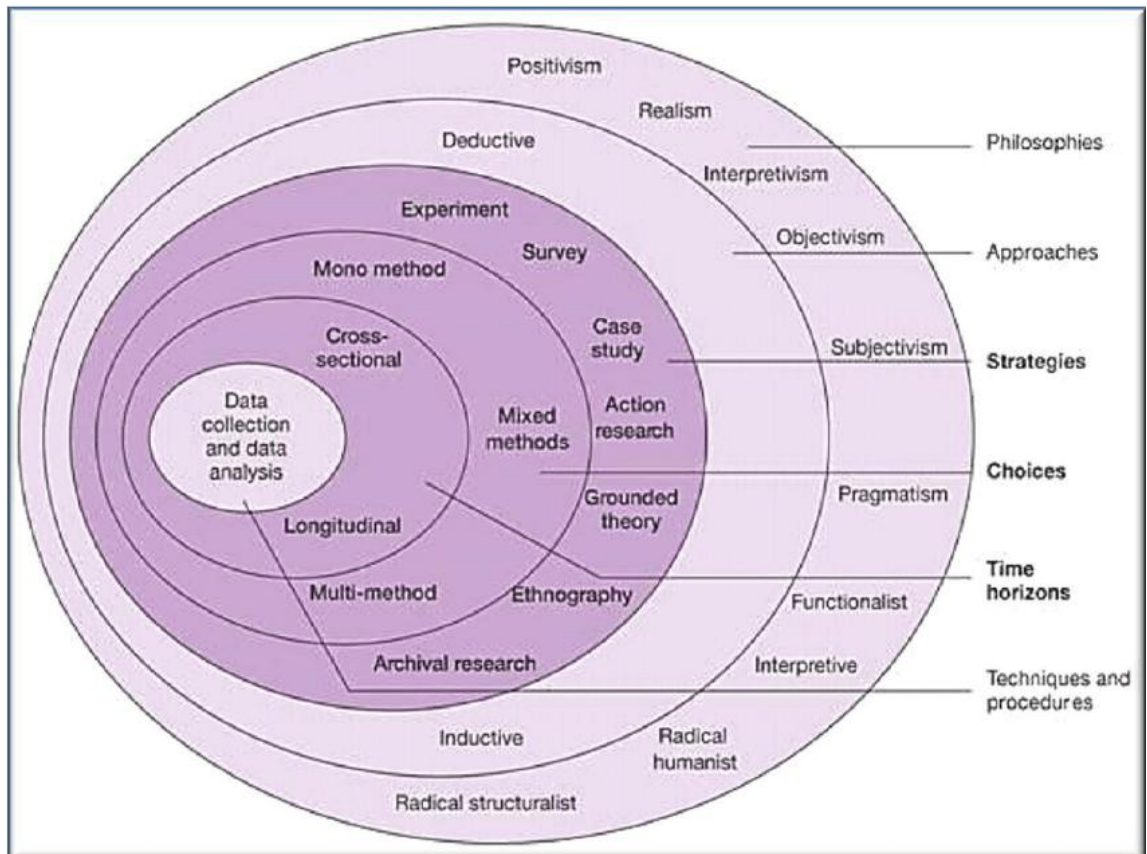 Positivism
Realism
Philosophies
Deductive
Interpretivism
Experiment
Objectivism
Survey
Approaches
Mono method
Cross-
sectional
Case
study
Subjectivism
Strategies
Data
collection
and data
analysis
Mixed
methods
Action
research
Choices
Pragmatism
Grounded
theory
Longitudinal
Time
horizons
Multi-method
Ethnography
Functionalist
Archival research
Interpretive
Techniques and
procedures
Inductive
Radical
humanist
Radical structuralist